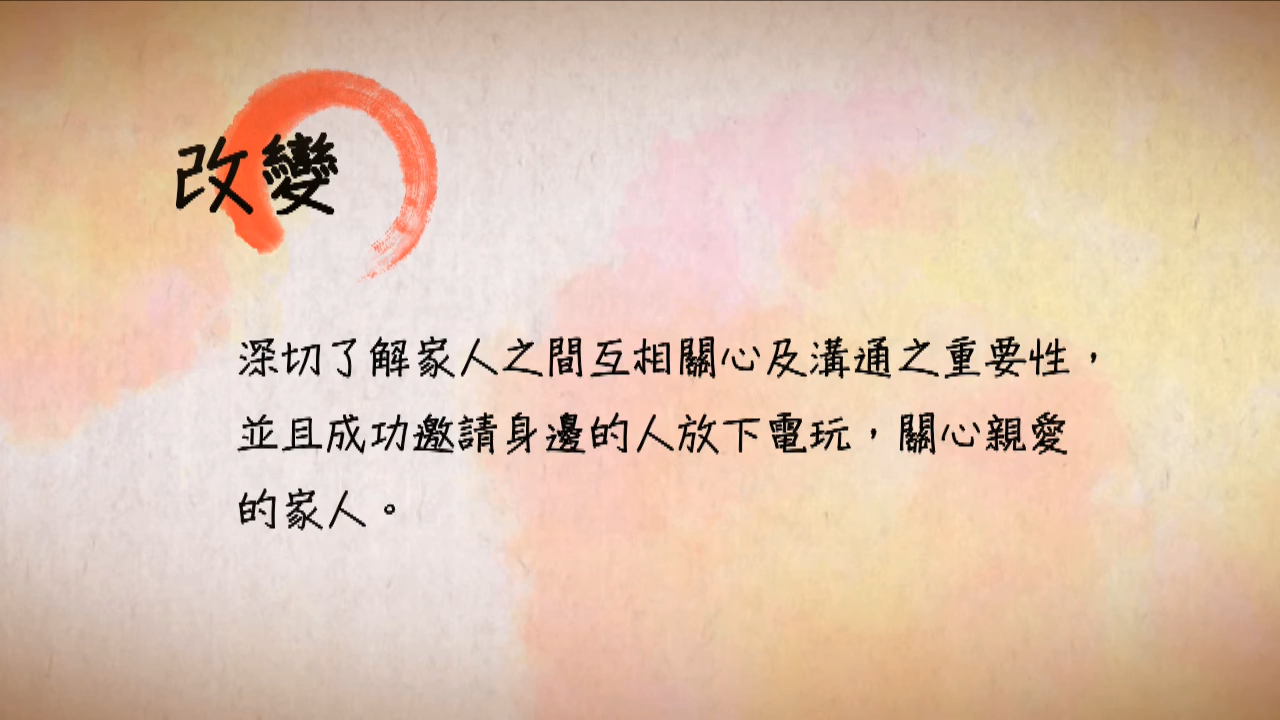 改變
深切了解家人之間互相關心及溝通之重要性，
並且成功邀請身邊的人放下電玩，關心親愛
的家人。